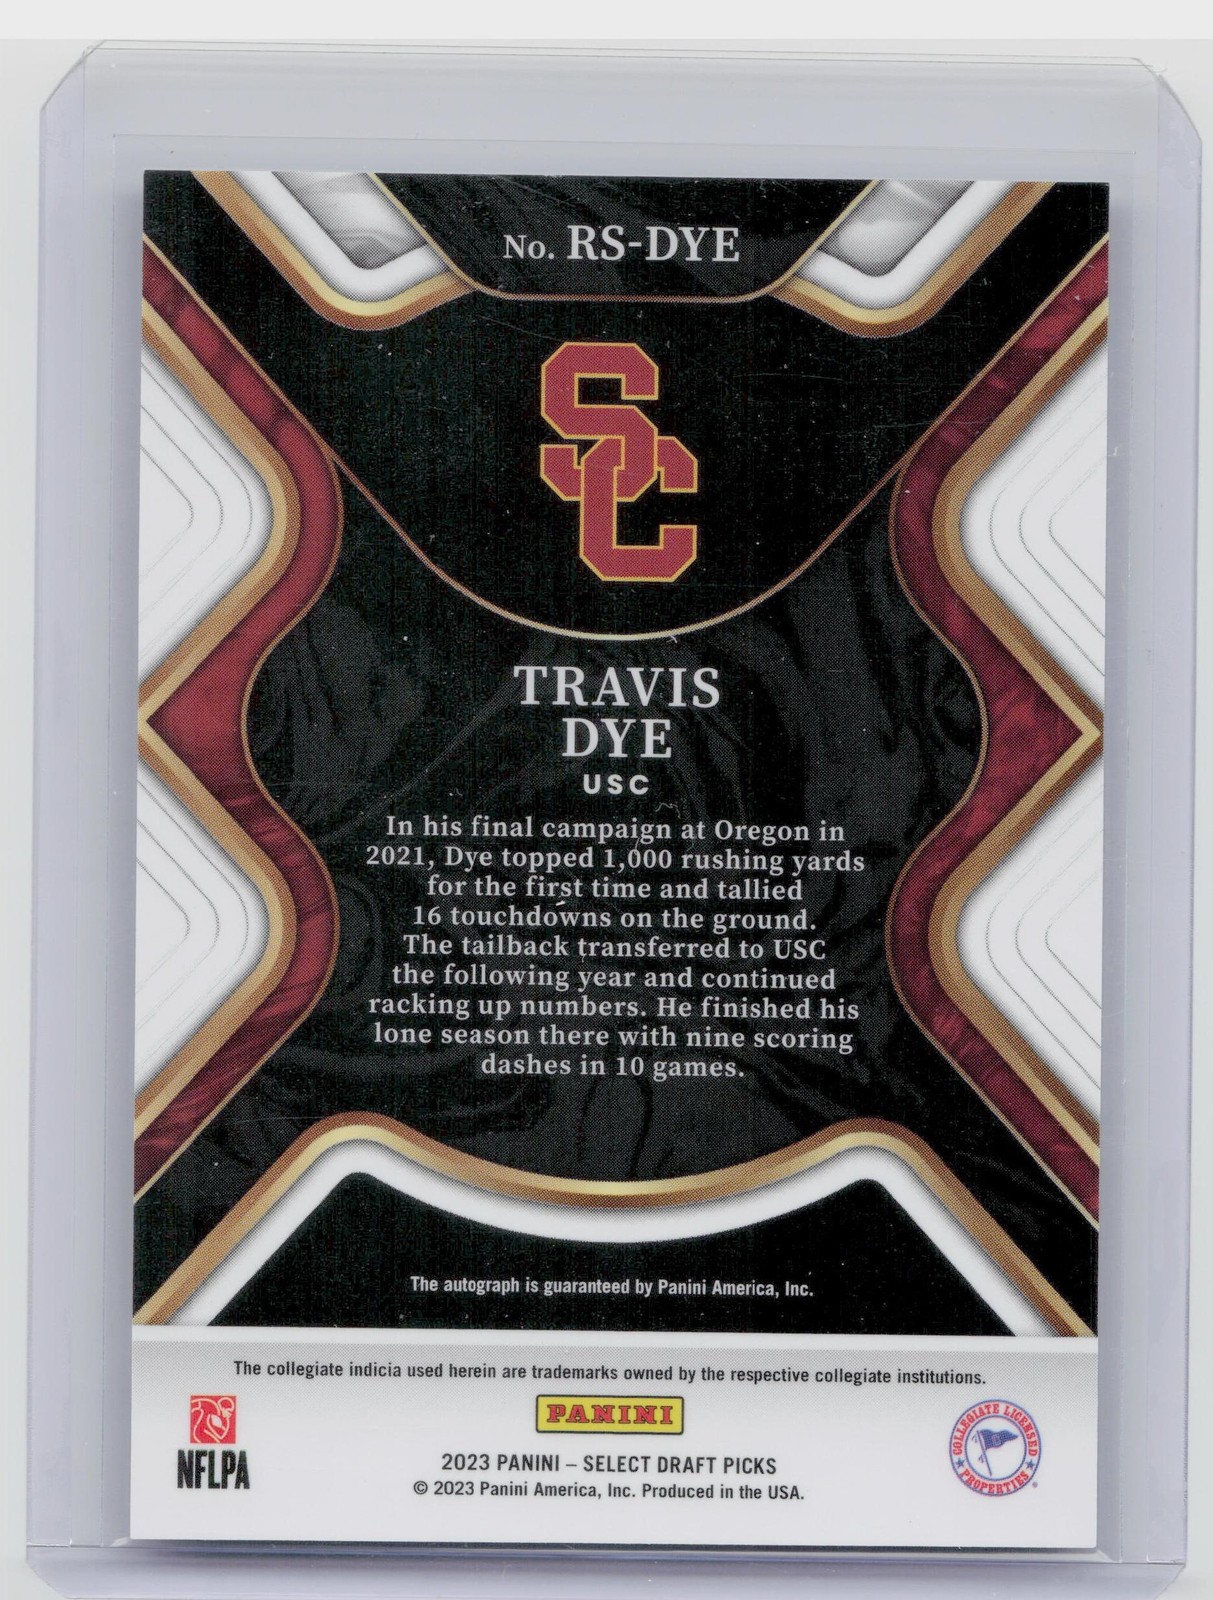 No. RS-DYE
SC
TRAVIS
DYE
USC
In his final campaign at Oregon in
2021, Dye topped 1,000 rushing yards
for the first time and tallied
16 touchdowns on the ground.
The tailback transferred to USC
the following year and continued
racking up numbers. He finished his
lone season there with nine scoring
dashes in 10 games.
The autograph is guaranteed by Panini America, Inc.
The collegiate indicia used herein are trademarks owned by the respective collegiate institutions.
PANINI
NFLPA
COLLEGIATE LICENSED PROPERTIES
2023 PANINI – SELECT DRAFT PICKS
© 2023 Panini America, Inc. Produced in the USA.